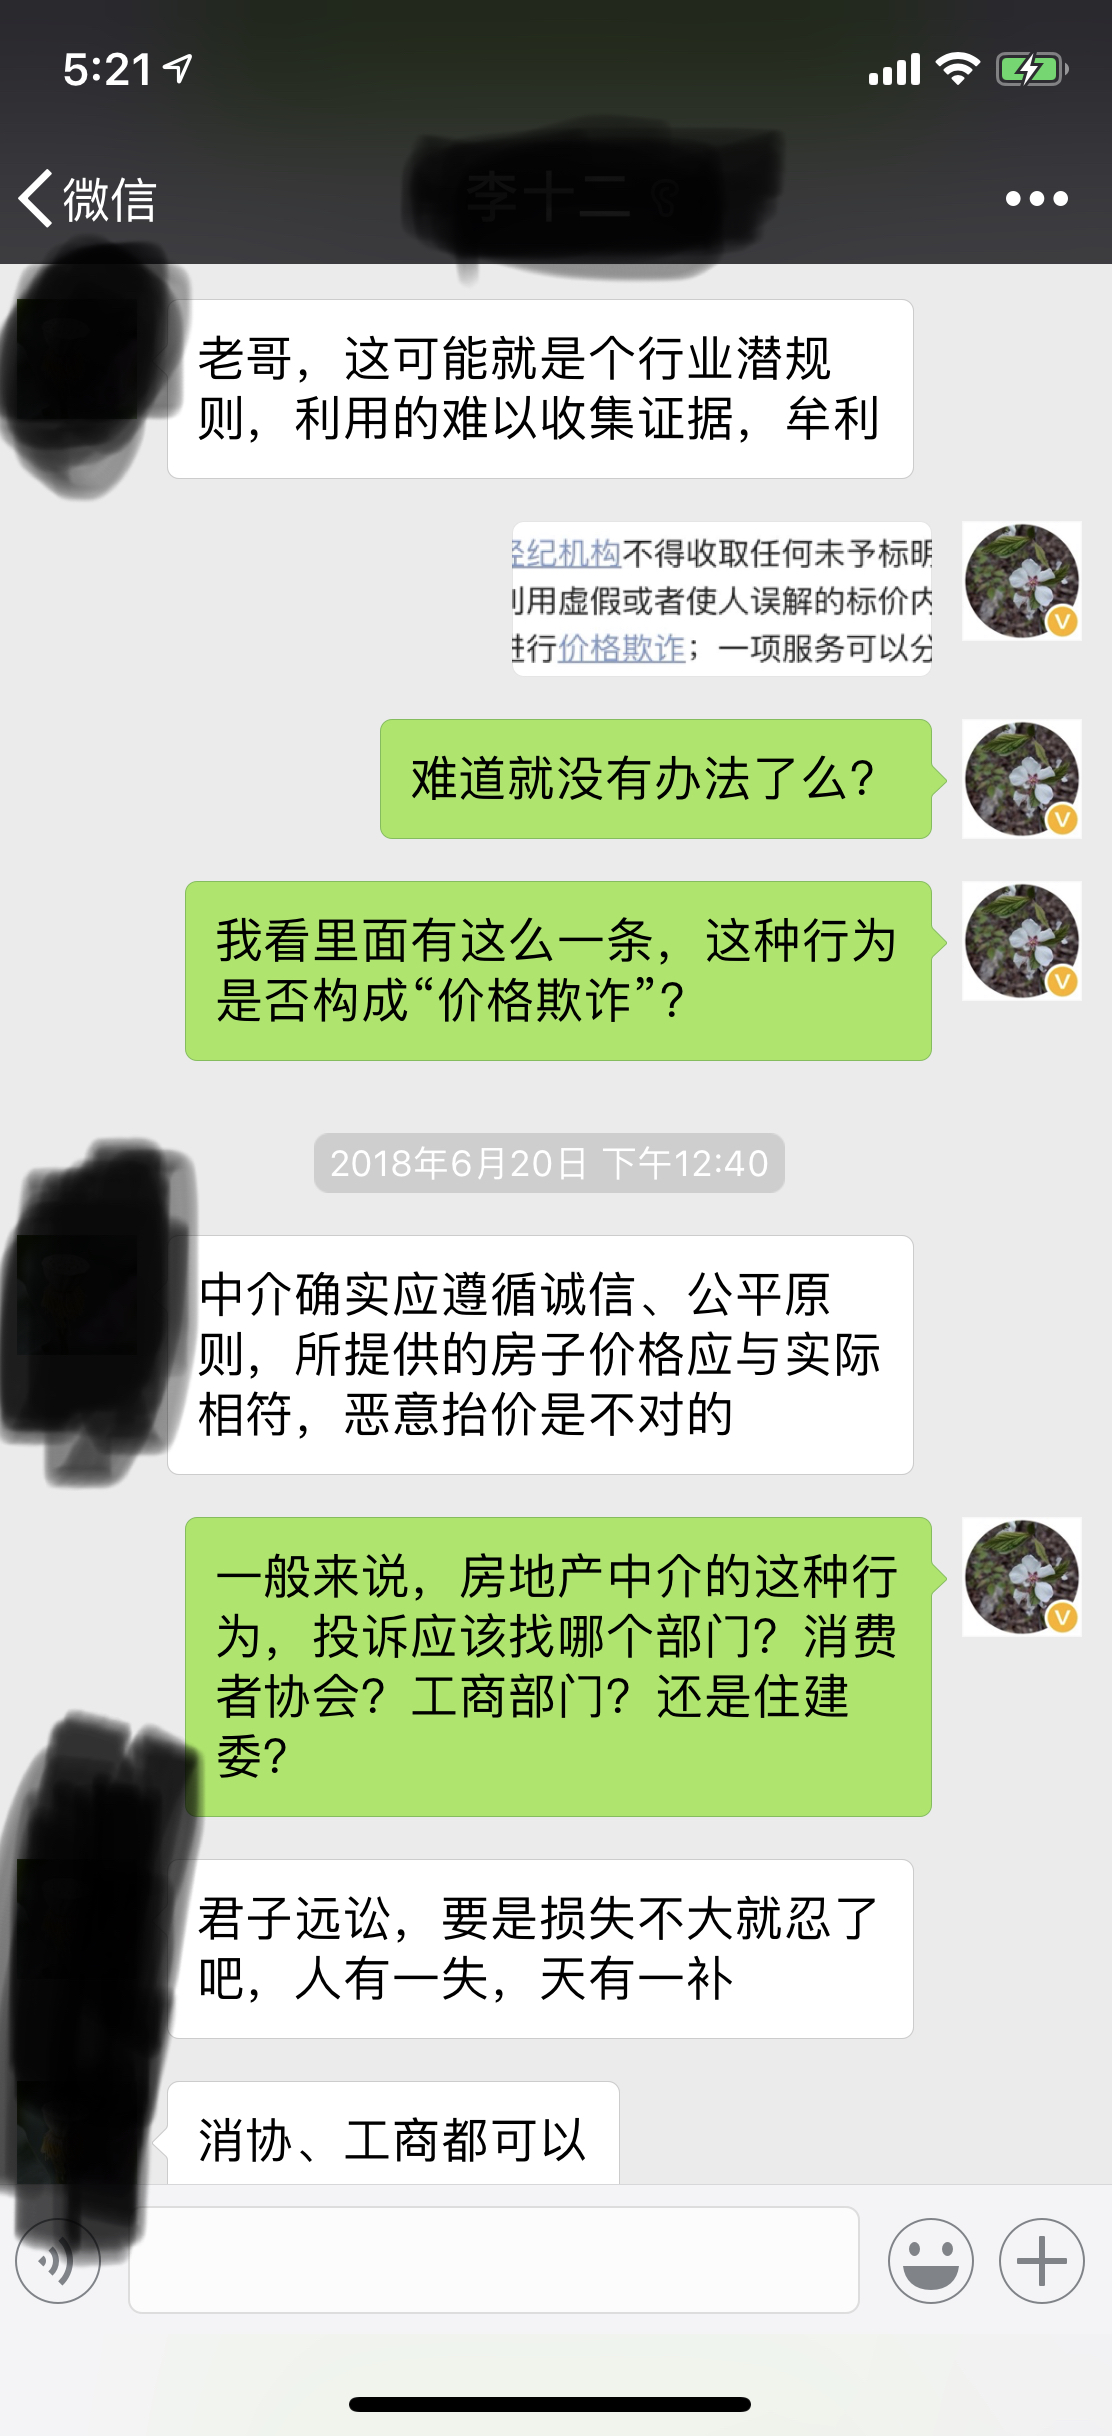 5:21
微信
李十二
老哥，这可能就是个行业潜规
则，利用的难以收集证据，牟利
经纪机构不得收取任何未予标明
利用虚假或者使人误解的标价内
进行价格欺诈；一项服务可以分
难道就没有办法了么？
我看里面有这么一条，这种行为
是否构成“价格欺诈”？
2018年6月20日 下午12:40
中介确实应遵循诚信、公平原
则，所提供的房子价格应与实际
相符，恶意抬价是不对的
一般来说，房地产中介的这种行
为，投诉应该找哪个部门？消费
者协会？工商部门？还是住建
委？
君子远讼，要是损失不大就忍了
吧，人有一失，天有一补
消协、工商都可以